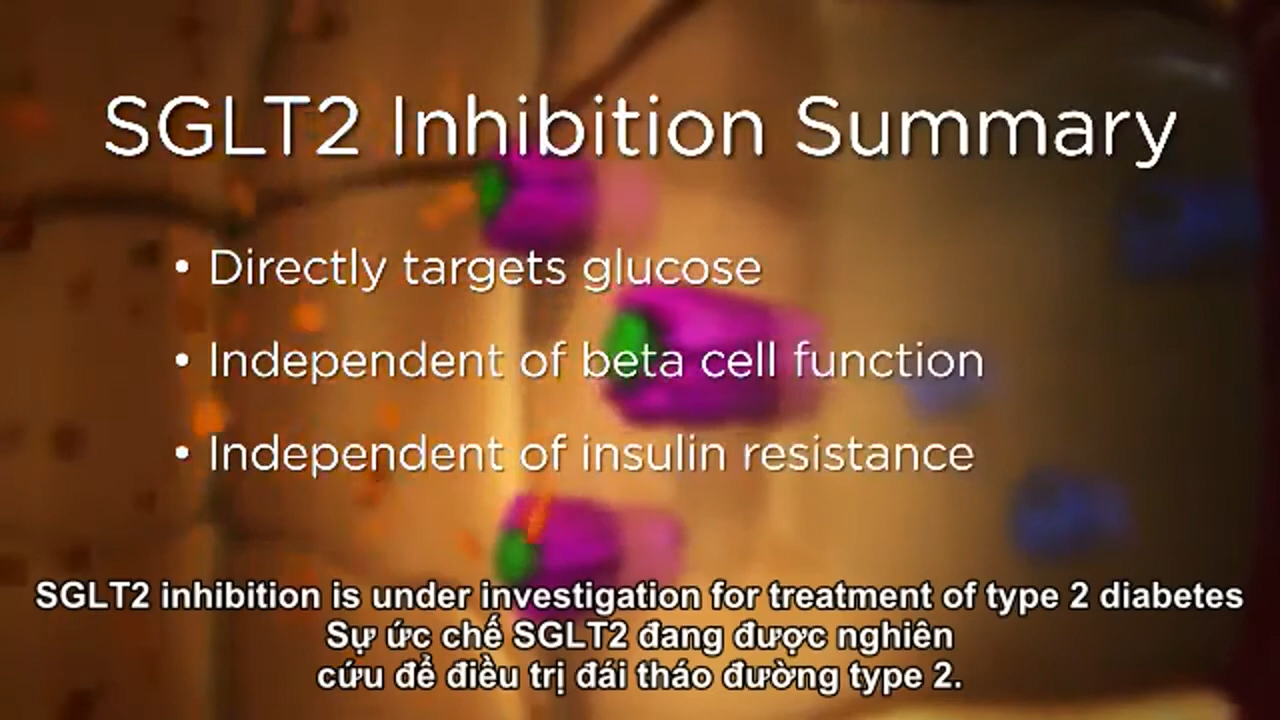 SGLT2 Inhibition Summary
• Directly targets glucose
• Independent of beta cell function
• Independent of insulin resistance
SGLT2 inhibition is under investigation for treatment of type 2 diabetes
Sự ức chế SGLT2 đang được nghiên
cứu để điều trị đái tháo đường type 2.